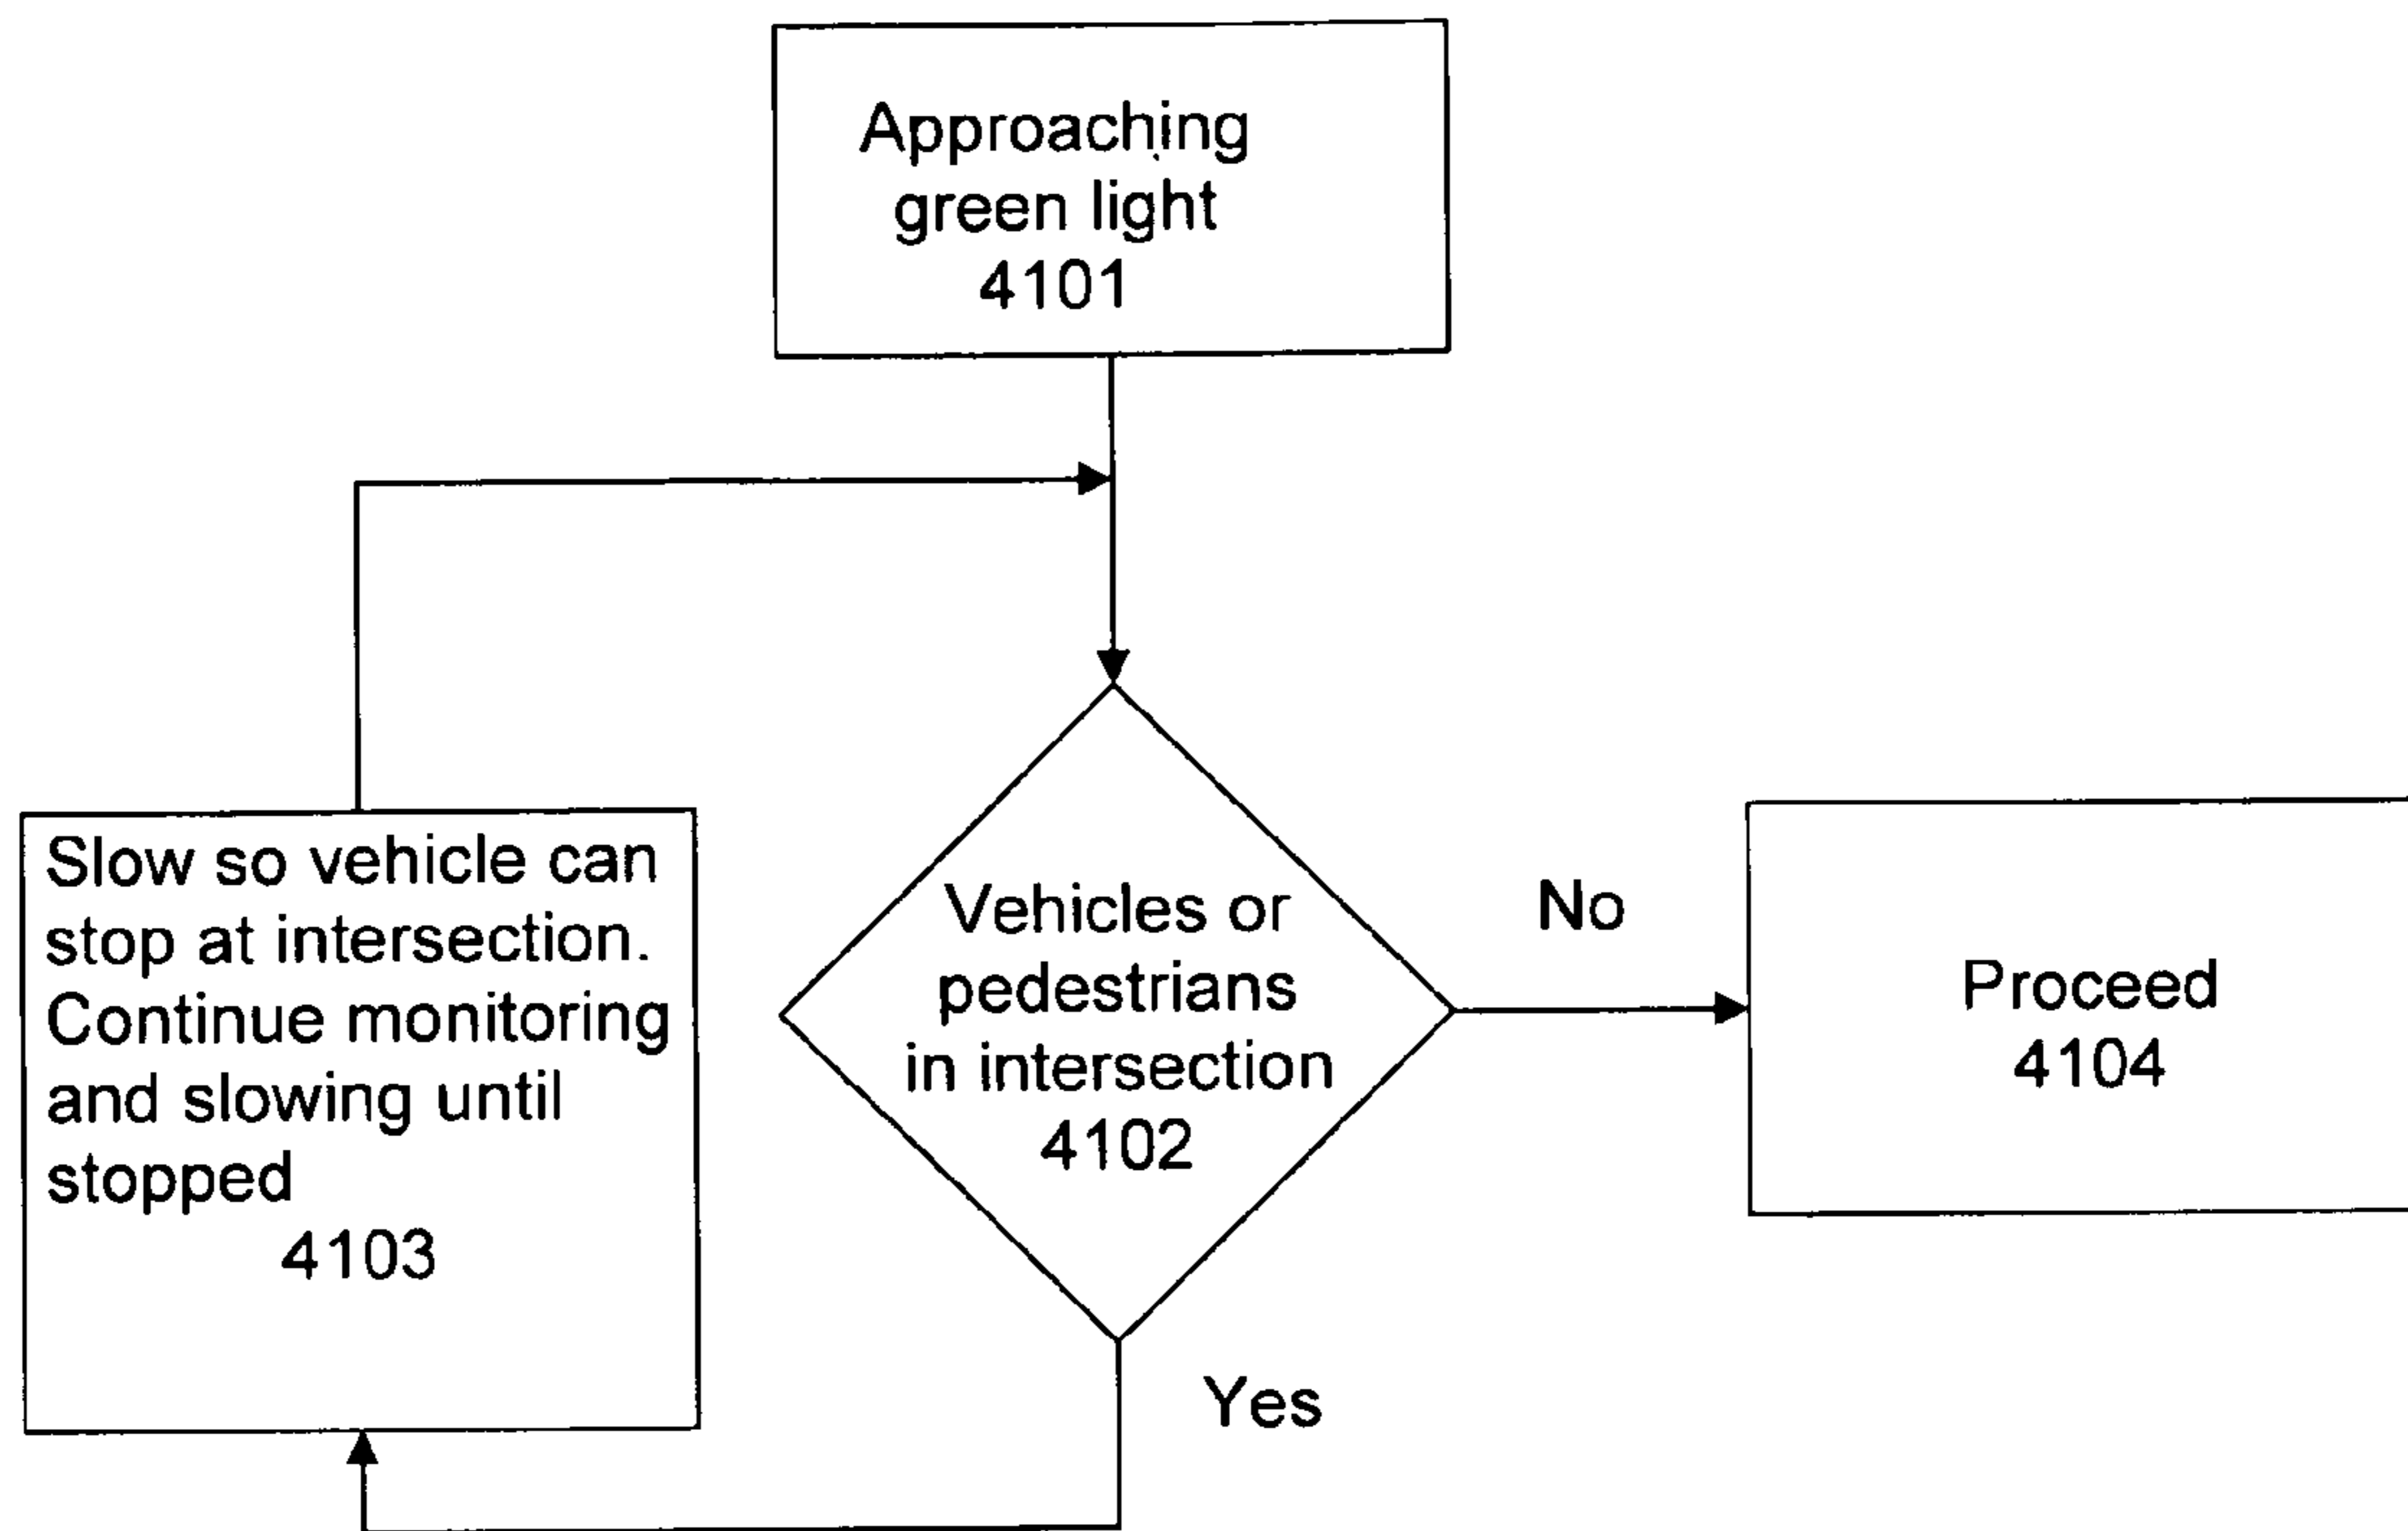 Approaching
green light
4101
Slow so vehicle can
stop at intersection.
Continue monitoring
and slowing until
stopped
4103
Vehicles or
pedestrians
in intersection
4102
No
Proceed
4104
Yes